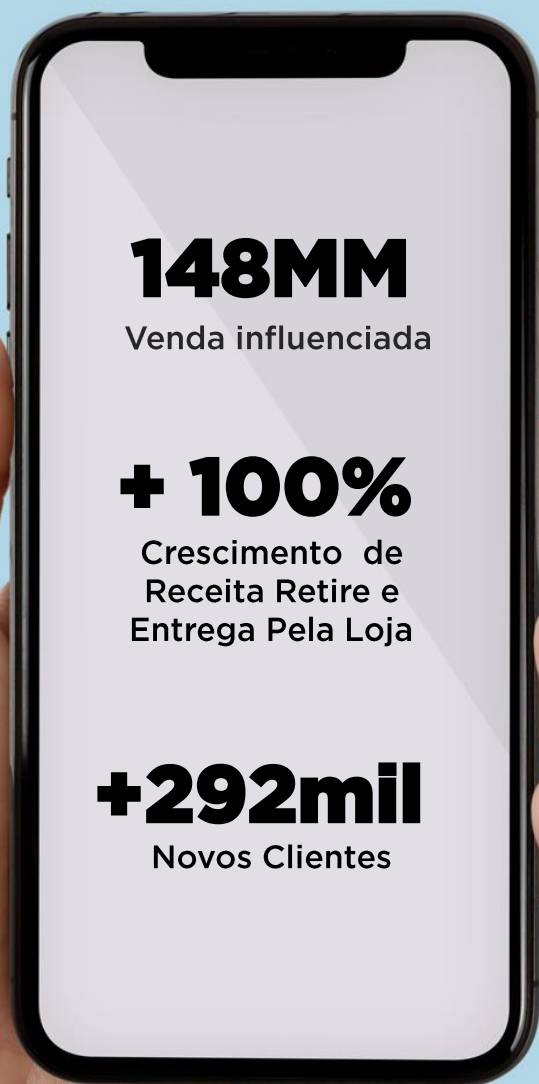 148MM
Venda influenciada
+ 100%
Crescimento de
Receita Retire e
Entrega Pela Loja
+292mil
Novos Clientes